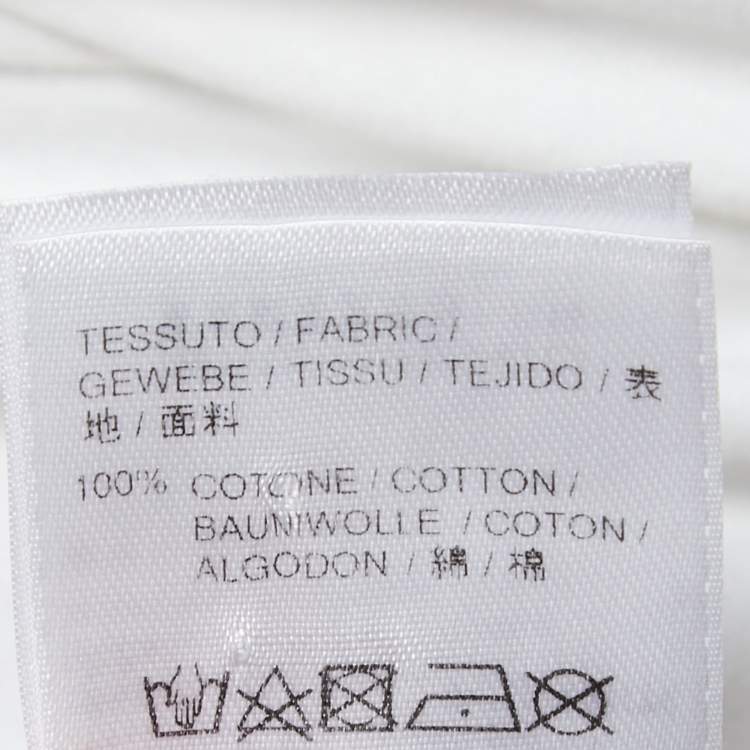 TESSUTO / FABRIC /
GEWEBE / TISSU / TEJIDO / 表
地 / 面料
100% COTONE / COTTON /
BAUMWOLLE / COTON /
ALGODON / 綿 / 棉